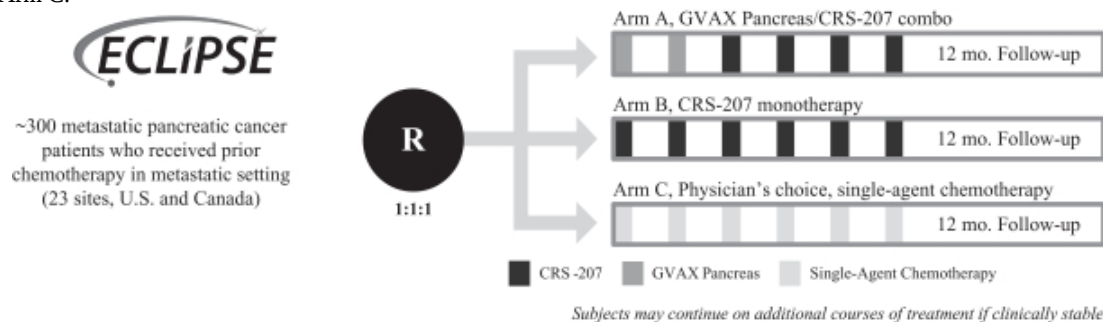 Arm C.
ECLIPSE
~300 metastatic pancreatic cancer
patients who received prior
chemotherapy in metastatic setting
(23 sites, U.S. and Canada)
R
1:1:1
Arm A, GVAX Pancreas/CRS-207 combo
12 mo. Follow-up
Arm B, CRS-207 monotherapy
12 mo. Follow-up
Arm C, Physician's choice, single-agent chemotherapy
12 mo. Follow-up
CRS-207 GVAX Pancreas Single-Agent Chemotherapy
Subjects may continue on additional courses of treatment if clinically stable